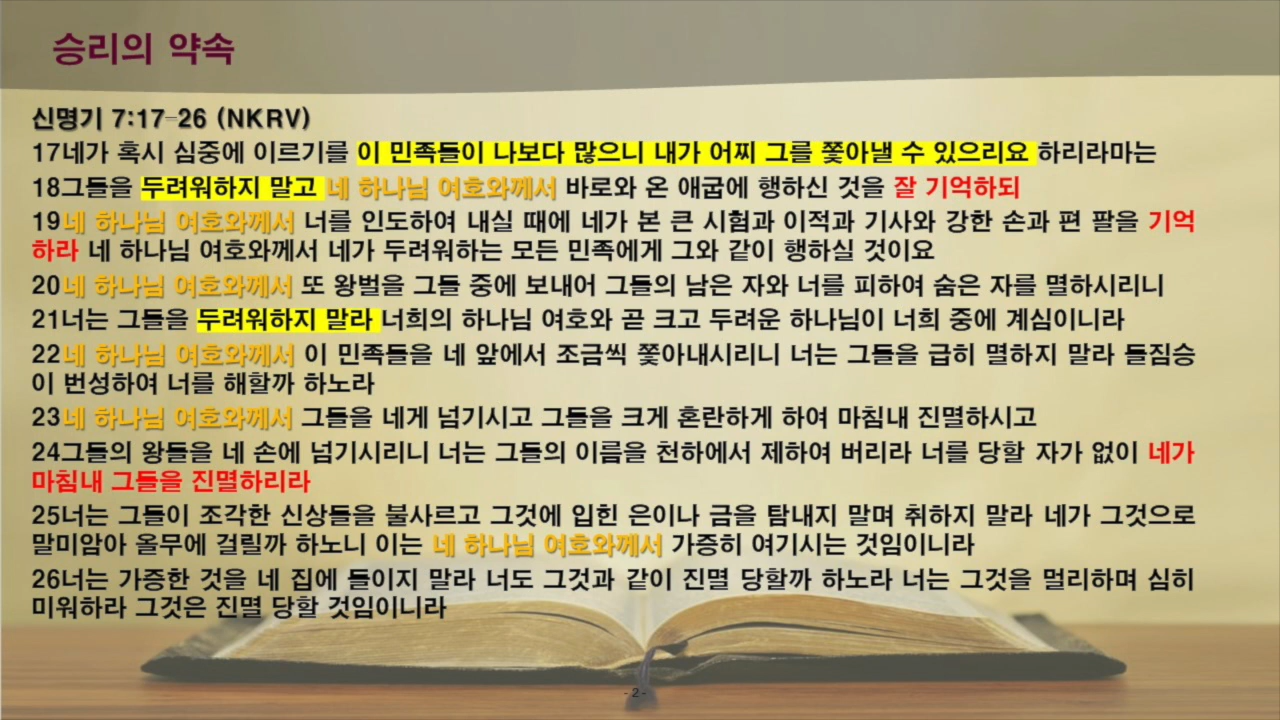 승리의 약속
신명기 7:17-26 (NKRV)
17네가 혹시 심중에 이르기를 이 민족들이 나보다 많으니 내가 어찌 그를 쫓아낼 수 있으리요 하리라마는
18그들을 두려워하지 말고 네 하나님 여호와께서 바로와 온 애굽에 행하신 것을 잘 기억하되
19네 하나님 여호와께서 너를 인도하여 내실 때에 네가 본 큰 시험과 이적과 기사와 강한 손과 편 팔을 기억
하라 네 하나님 여호와께서 네가 두려워하는 모든 민족에게 그와 같이 행하실 것이요
20네 하나님 여호와께서 또 왕벌을 그들 중에 보내어 그들의 남은 자와 너를 피하여 숨은 자를 멸하시리니
21너는 그들을 두려워하지 말라 너희의 하나님 여호와 곧 크고 두려운 하나님이 너희 중에 계심이니라
22네 하나님 여호와께서 이 민족들을 네 앞에서 조금씩 쫓아내시리니 너는 그들을 급히 멸하지 말라 들짐승
이 번성하여 너를 해할까 하노라
23네 하나님 여호와께서 그들을 네게 넘기시고 그들을 크게 혼란하게 하여 마침내 진멸하시고
24그들의 왕들을 네 손에 넘기시리니 너는 그들의 이름을 천하에서 제하여 버리라 너를 당할 자가 없이 네가
마침내 그들을 진멸하리라
25너는 그들이 조각한 신상들을 불사르고 그것에 입힌 은이나 금을 탐내지 말며 취하지 말라 네가 그것으로
말미암아 올무에 걸릴까 하노니 이는 네 하나님 여호와께서 가증히 여기시는 것임이니라
26너는 가증한 것을 네 집에 들이지 말라 너도 그것과 같이 진멸 당할까 하노라 너는 그것을 멀리하며 심히
미워하라 그것은 진멸 당할 것임이니라
- 2 -